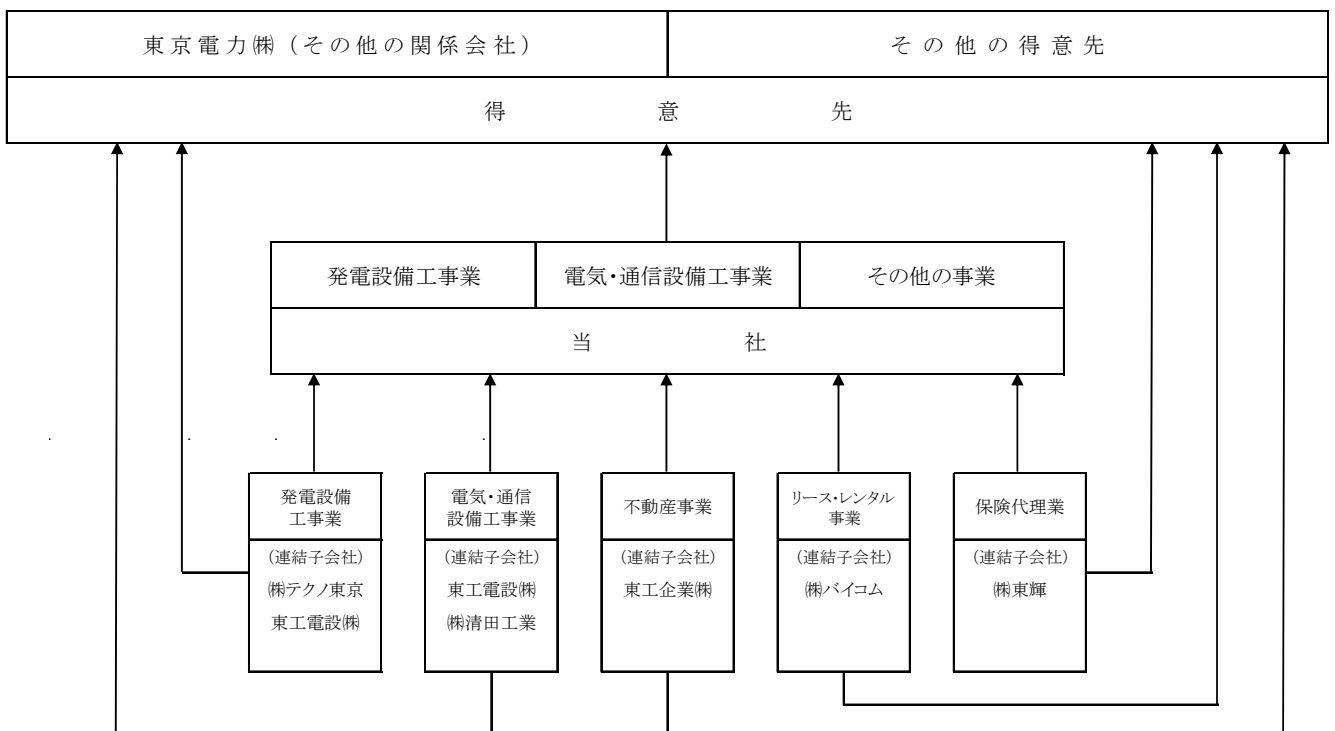 東京電力㈱（その他の関係会社）
その他の得意先
得意先
発電設備工事業
電気・通信設備工事業
その他の事業
当社
発電設備
工事業
(連結子会社)
㈱テクノ東京
東工電設㈱
電気・通信
設備工事業
(連結子会社)
東工電設㈱
㈱清田工業
不動産事業
(連結子会社)
東工企業㈱
リース・レンタル
事業
(連結子会社)
㈱バイコム
保険代理業
(連結子会社)
㈱東輝